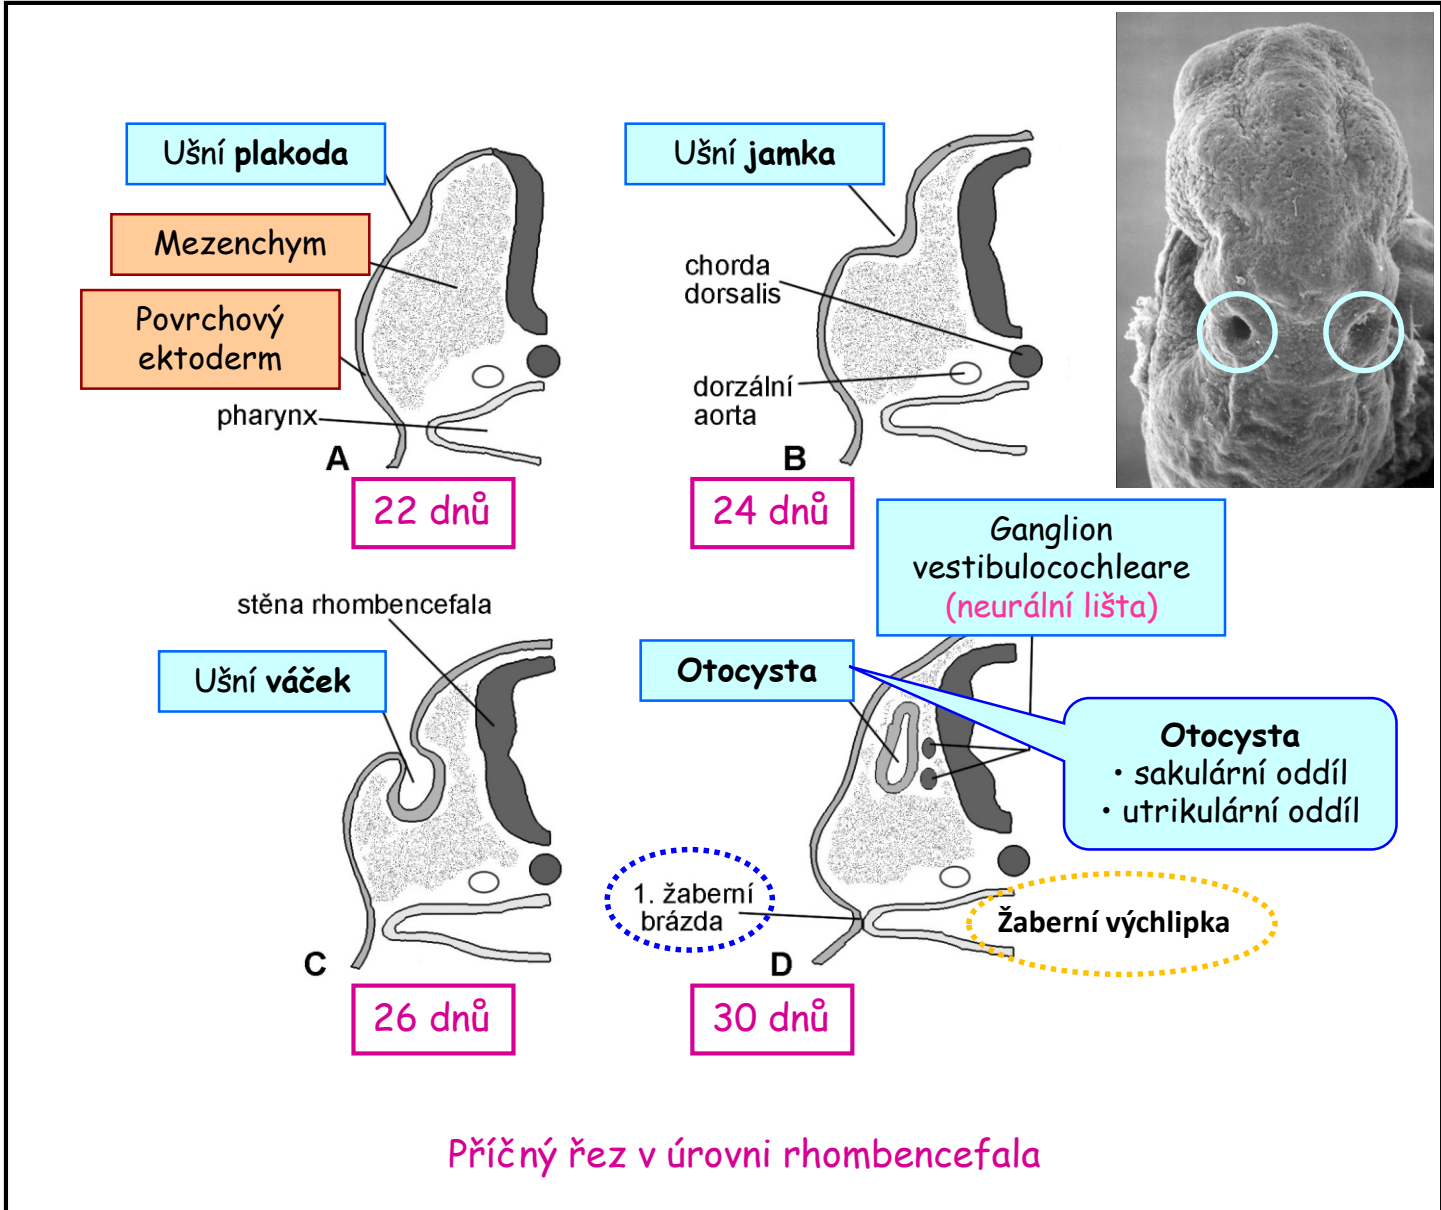 Ušní plakoda
Mezenchym
Povrchový
ektoderm
pharynx
A
22 dnů
Ušní jamka
chorda
dorsalis
dorzální
aorta
B
24 dnů
stěna rhombencefala
Ušní váček
C
26 dnů
Ganglion
vestibulocochleare
(neurální lišta)
Otocysta
Otocysta
• sakulární oddíl
• utrikulární oddíl
1. žaberní
brázda
Žaberní výchlipka
D
30 dnů
Příčný řez v úrovni rhombencefala